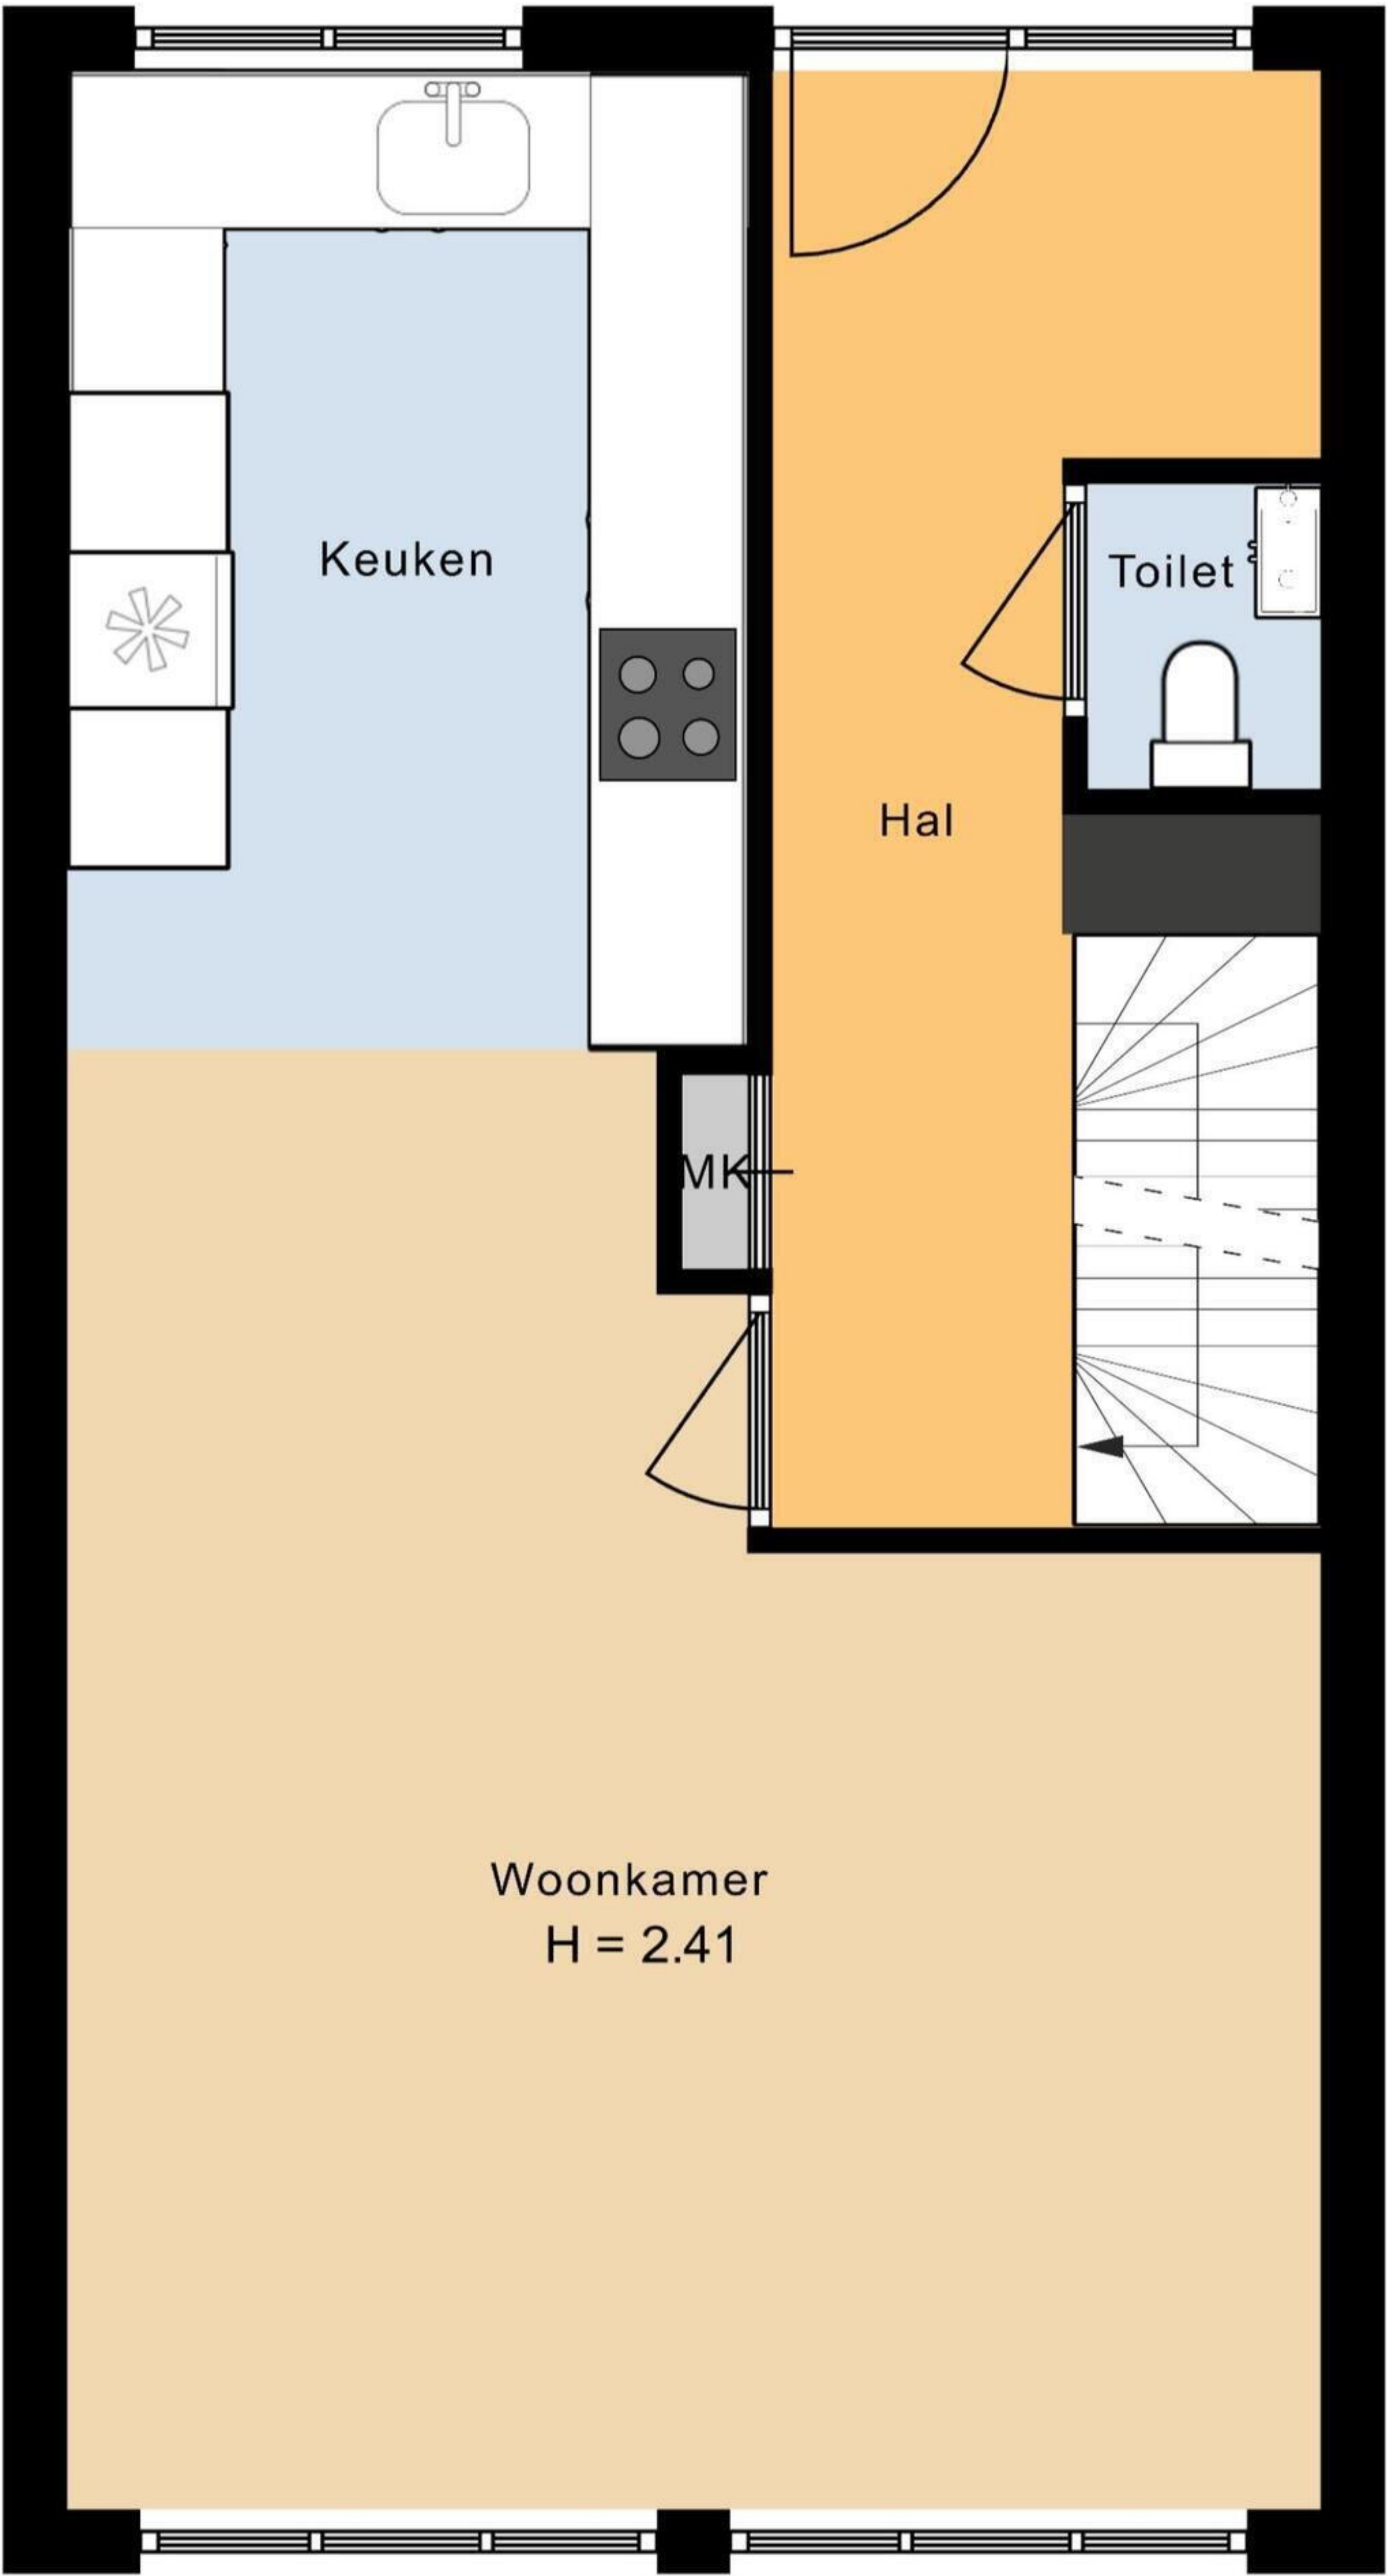 Keuken
Toilet
Hal
MK
Woonkamer
H = 2.41